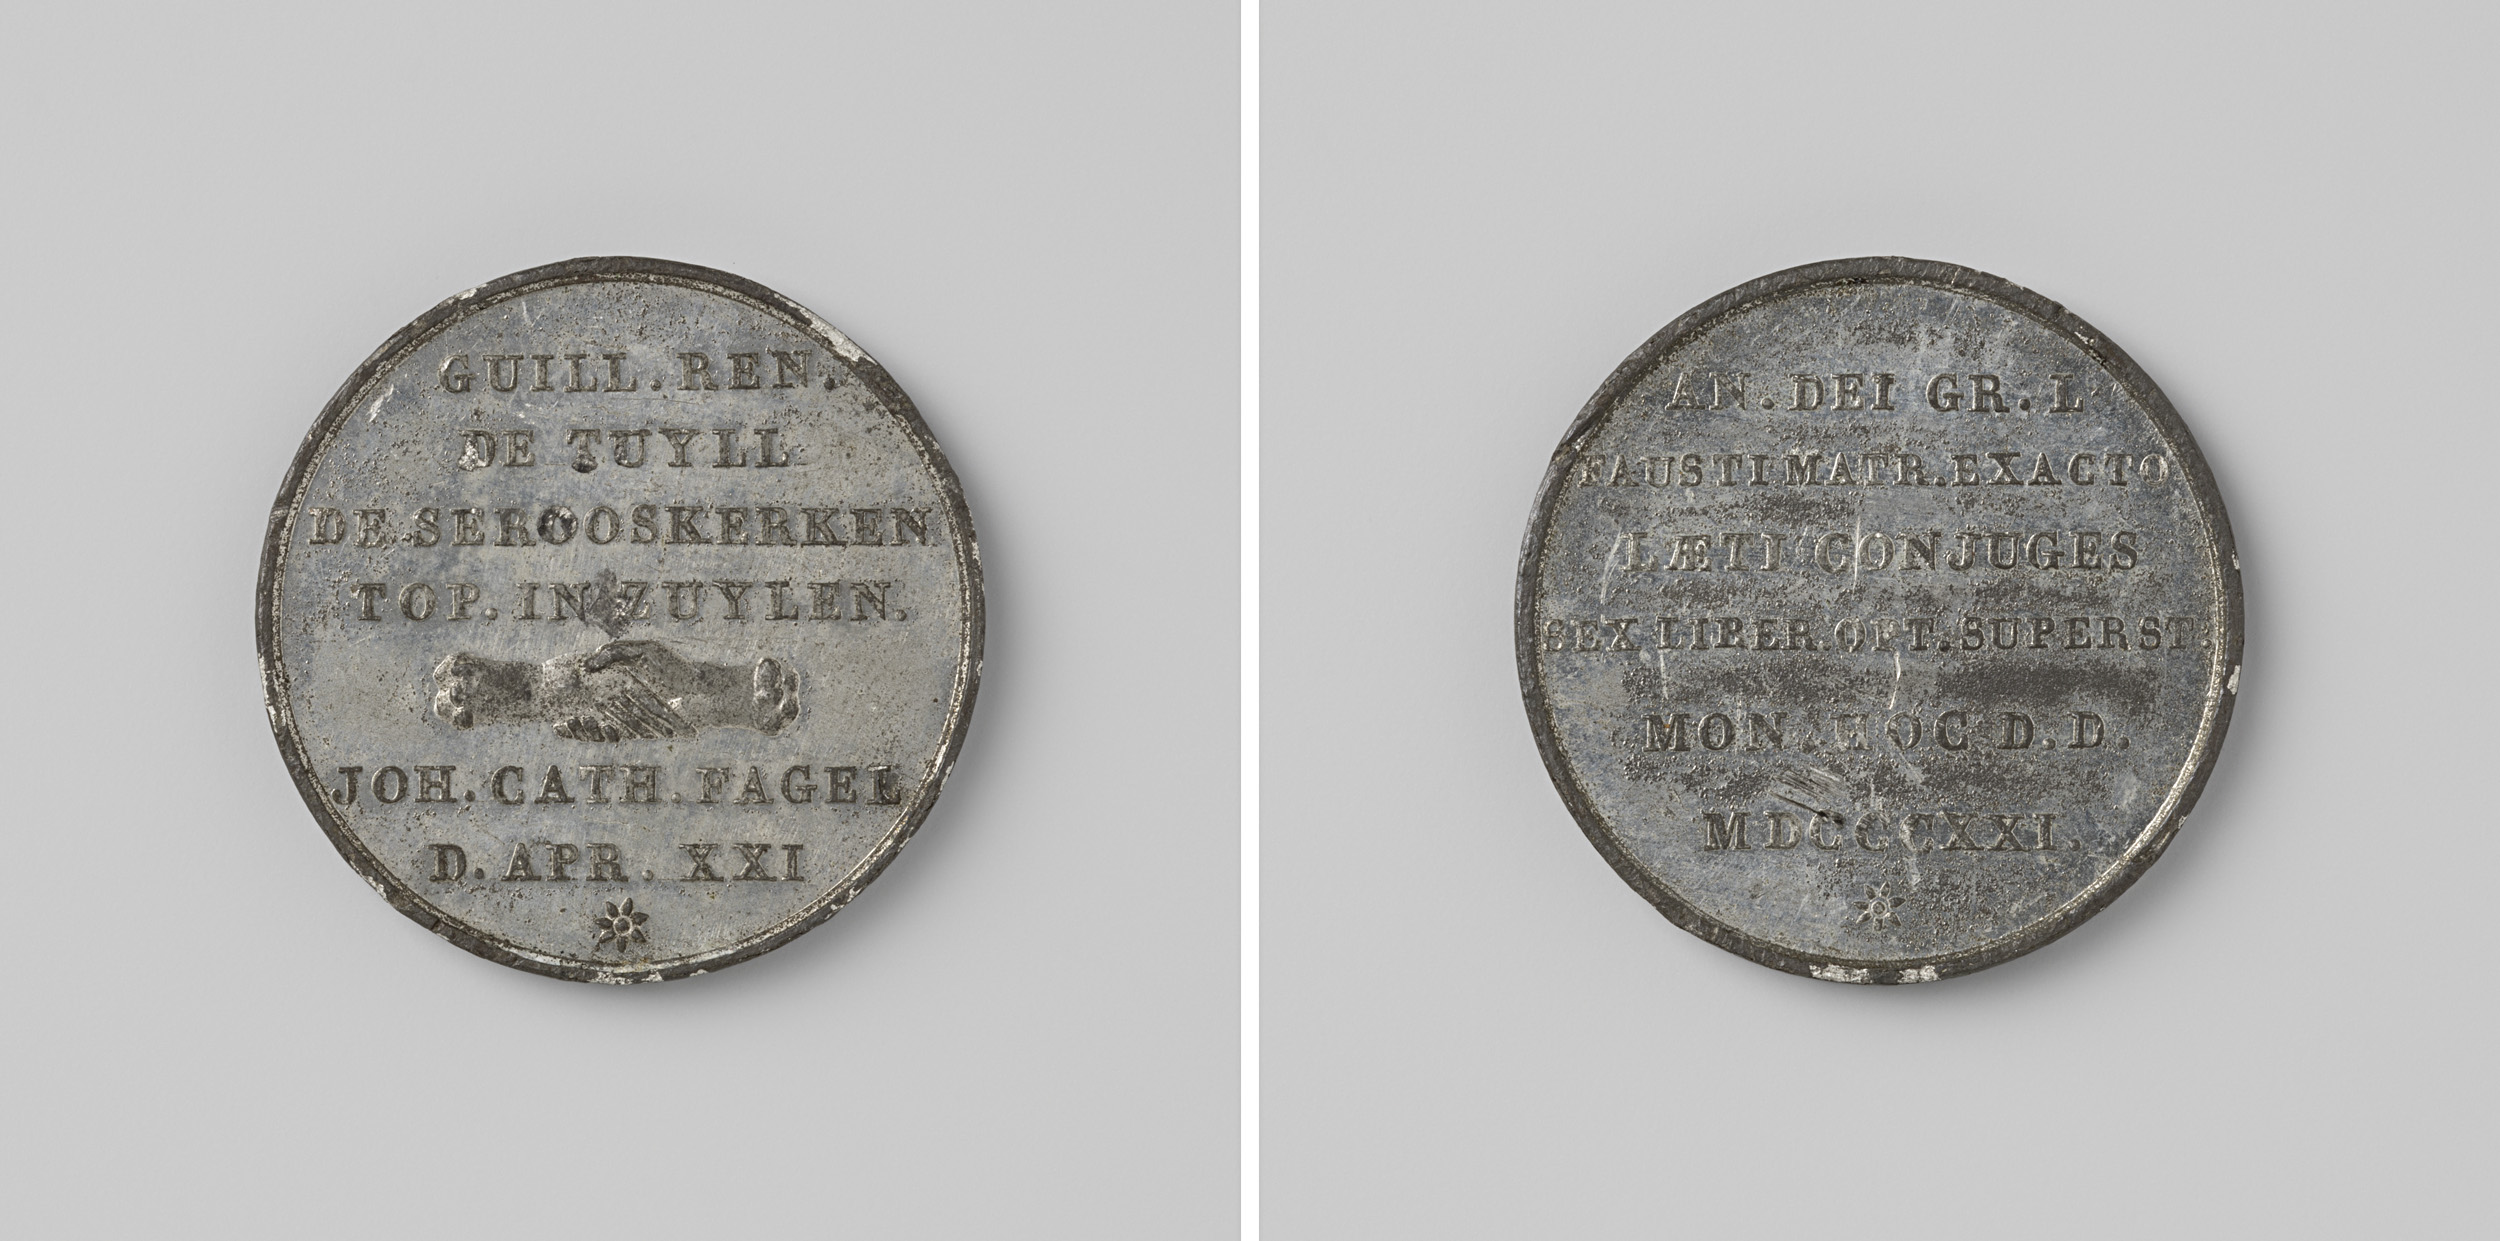 GUILL. REN.
DE TUYLL
DE SEROOSKERKEN
TOP. IN ZUYLEN.
JOH. CATH. FAGEL
D. APR. XXI
AN. DEI GR. L
FAUSTI MATR. EXACTO
LÆTI CONJUGES
SEX LIBER. OPT. SUPERST.
MON. HOC D. D.
MDCCCXXI.